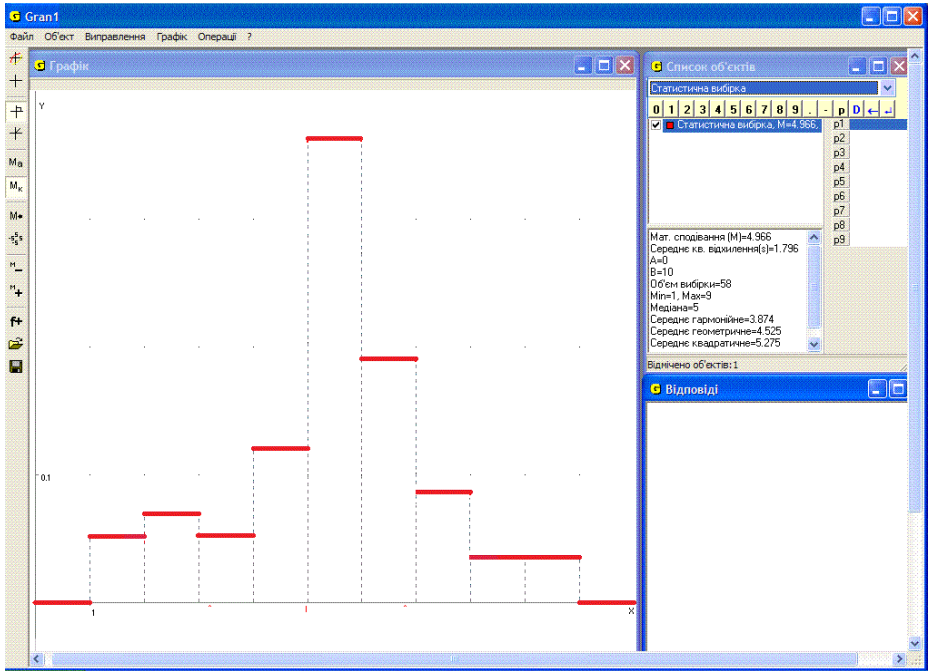 Gran1
Файл Об'єкт Виправлення Графік Операції ?
Графік
Y
0.1
1
X
Ma
Mк
M•
-s s s
M
M
f+
Список об'єктів
Статистична вибірка
0 1 2 3 4 5 6 7 8 9 . - p D ← ↵
Статистична вибірка, M=4.966,
p1
p2
p3
p4
p5
p6
p7
p8
p9
Мат. сподівання (M)=4.966
Середнє кв. відхилення(s)=1.796
A=0
B=10
Об'єм вибірки=58
Min=1, Max=9
Медіана=5
Середнє гармонійне=3.874
Середнє геометричне=4.525
Середнє квадратичне=5.275
Відмічено об'єктів:1
Відповіді